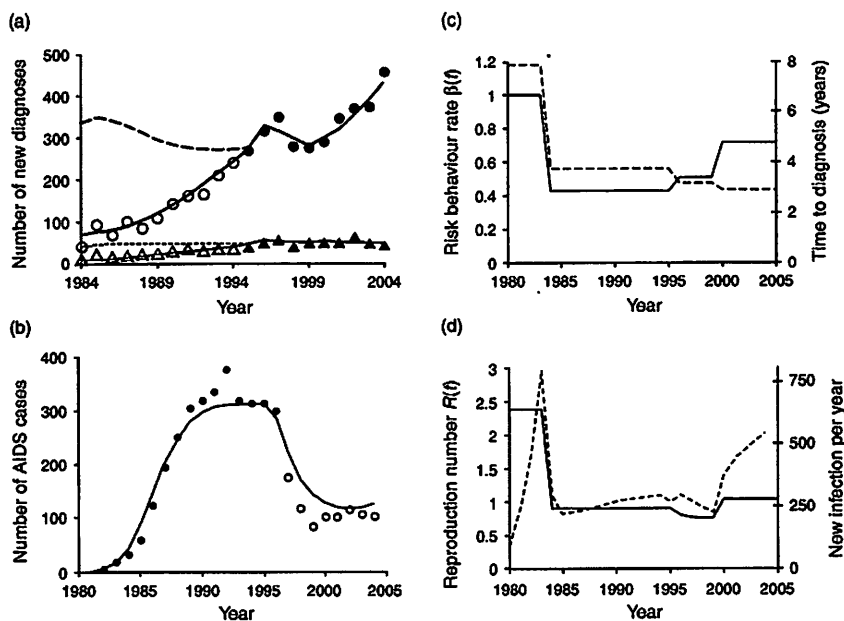 (a)
Number of new diagnoses
500
400
300
200
100
0
1984 1989 1994 1999 2004
Year
(b)
Number of AIDS cases
400
300
200
100
0
1980 1985 1990 1995 2000 2005
Year
(c)
Risk behaviour rate β(t)
1.2
1
0.8
0.6
0.4
0.2
0
8
6
4
2
0
Time to diagnosis (years)
1980 1985 1990 1995 2000 2005
Year
(d)
Reproduction number R(t)
3
2.5
2
1.5
1
0.5
0
750
500
250
0
New infection per year
1980 1985 1990 1995 2000 2005
Year